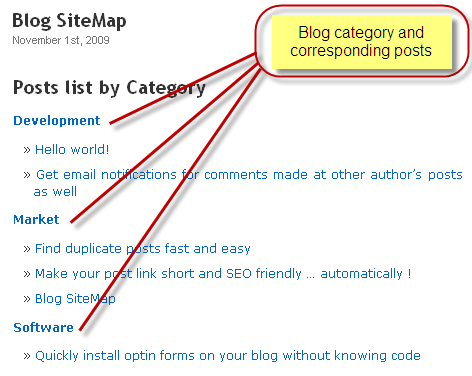 Blog SiteMap
November 1st, 2009
Blog category and
corresponding posts
Posts list by Category
Development
» Hello world!
» Get email notifications for comments made at other author's posts
as well
Market
» Find duplicate posts fast and easy
» Make your post link short and SEO friendly ... automatically !
» Blog SiteMap
Software
» Quickly install optin forms on your blog without knowing code